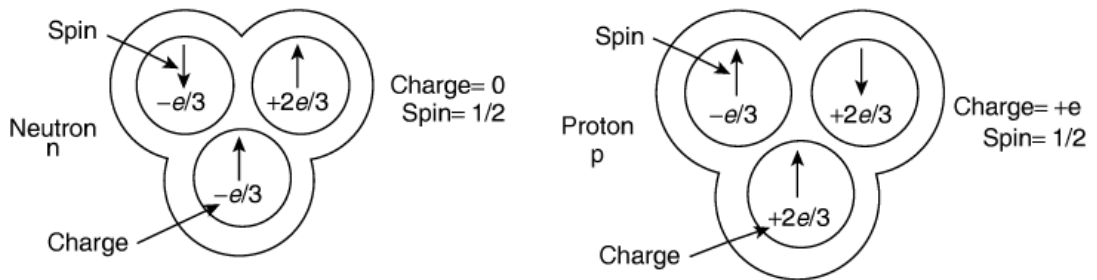 Spin
−e/3
+2e/3
Charge= 0
Spin= 1/2
Neutron
n
−e/3
Charge
Spin
−e/3
+2e/3
Charge= +e
Spin= 1/2
Proton
p
+2e/3
Charge